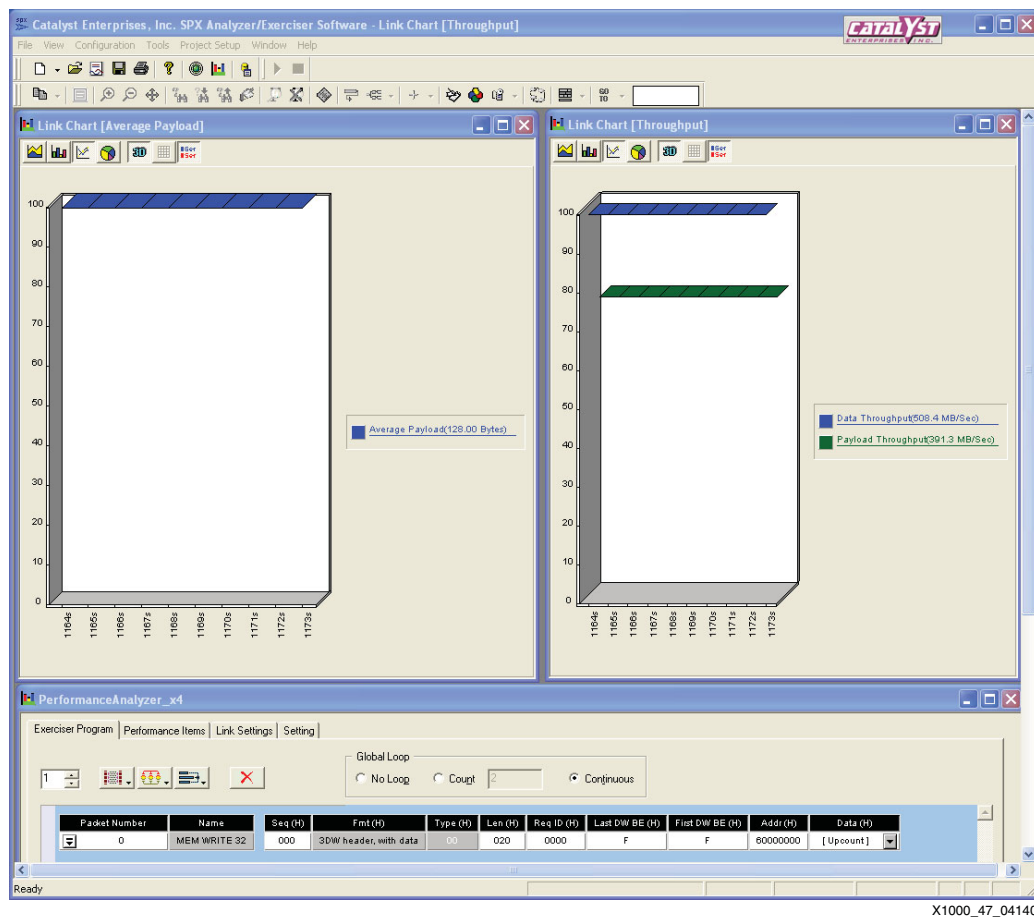 Catalyst Enterprises, Inc. SPX Analyzer/Exerciser Software - Link Chart [Throughput]
CATALYST
ENTERPRISES INC.
File View Configuration Tools Project Setup Window Help
GO TO
Link Chart [Average Payload]
3D
100
90
80
70
60
50
40
30
20
10
0
1164s 1165s 1166s 1167s 1168s 1169s 1170s 1171s 1172s 1173s
Average Payload(128.00 Bytes)
Link Chart [Throughput]
3D
100
90
80
70
60
50
40
30
20
10
0
1164s 1165s 1166s 1167s 1168s 1169s 1170s 1171s 1172s 1173s
Data Throughput(508.4 MB/Sec)
Payload Throughput(391.3 MB/Sec)
PerformanceAnalyzer_x4
Exerciser Program Performance Items Link Settings Setting
Global Loop
1 No Loop Count 2 Continuous
Packet Number Name Seq (H) Fmt (H) Type (H) Len (H) Req ID (H) Last DW BE (H) First DW BE (H) Addr (H) Data (H)
0 MEM WRITE 32 000 3DW header, with data 00 020 0000 F F 60000000 [ Upcount ]
Ready
X1000_47_04140